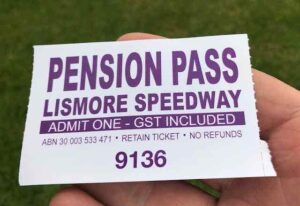 PENSION PASS
LISMORE SPEEDWAY
ADMIT ONE - GST INCLUDED
ABN 30 003 533 471 • RETAIN TICKET • NO REFUNDS
9136